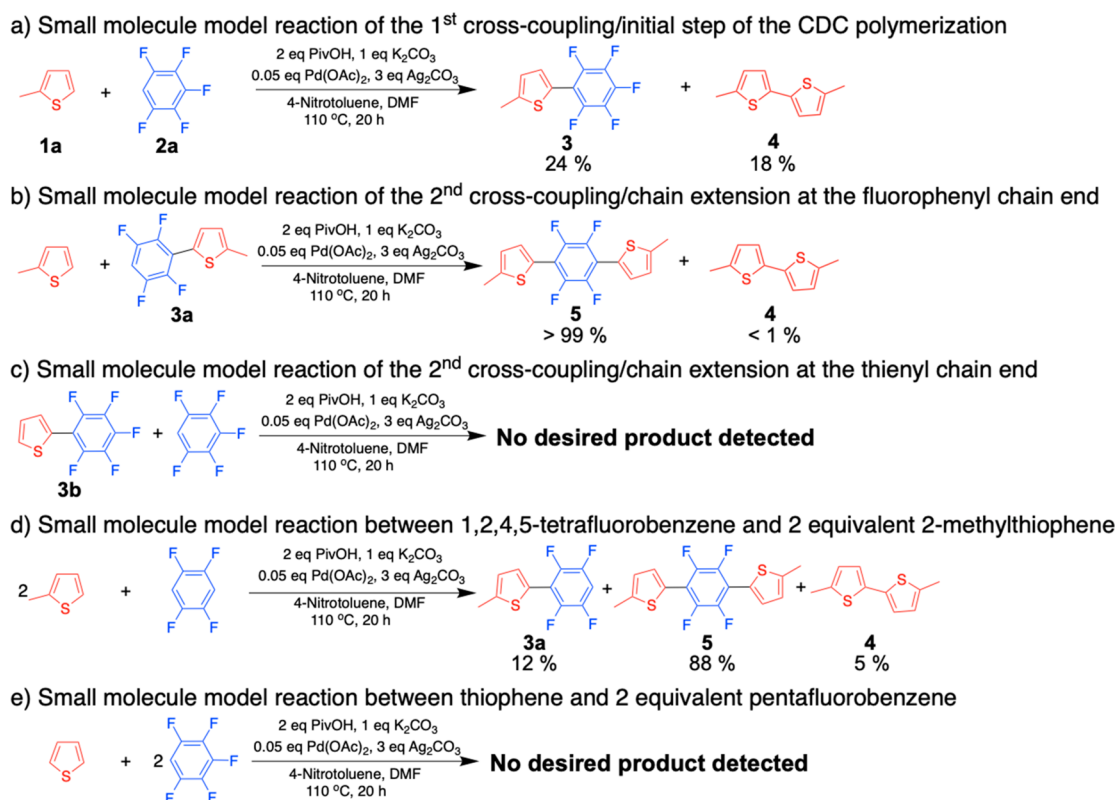 a) Small molecule model reaction of the 1st cross-coupling/initial step of the CDC polymerization
2 eq PivOH, 1 eq K2CO3
0.05 eq Pd(OAc)2, 3 eq Ag2CO3
4-Nitrotoluene, DMF
110 ºC, 20 h
S
+
F
F
F
F
F
S
F
F
F
F
F
+
S
S
1a
2a
3
4
24 %
18 %
b) Small molecule model reaction of the 2nd cross-coupling/chain extension at the fluorophenyl chain end
2 eq PivOH, 1 eq K2CO3
0.05 eq Pd(OAc)2, 3 eq Ag2CO3
4-Nitrotoluene, DMF
110 ºC, 20 h
S
+
F
F
F
F
S
S
F
F
F
F
S
+
S
S
3a
5
4
> 99 %
< 1 %
c) Small molecule model reaction of the 2nd cross-coupling/chain extension at the thienyl chain end
2 eq PivOH, 1 eq K2CO3
0.05 eq Pd(OAc)2, 3 eq Ag2CO3
4-Nitrotoluene, DMF
110 ºC, 20 h
S
F
F
F
F
F
+
F
F
F
F
F
No desired product detected
3b
d) Small molecule model reaction between 1,2,4,5-tetrafluorobenzene and 2 equivalent 2-methylthiophene
2 eq PivOH, 1 eq K2CO3
0.05 eq Pd(OAc)2, 3 eq Ag2CO3
4-Nitrotoluene, DMF
110 ºC, 20 h
2
S
+
F
F
F
F
S
F
F
F
F
+
S
F
F
F
F
S
+
S
S
3a
5
4
12 %
88 %
5 %
e) Small molecule model reaction between thiophene and 2 equivalent pentafluorobenzene
2 eq PivOH, 1 eq K2CO3
0.05 eq Pd(OAc)2, 3 eq Ag2CO3
4-Nitrotoluene, DMF
110 ºC, 20 h
S
+
2
F
F
F
F
F
No desired product detected